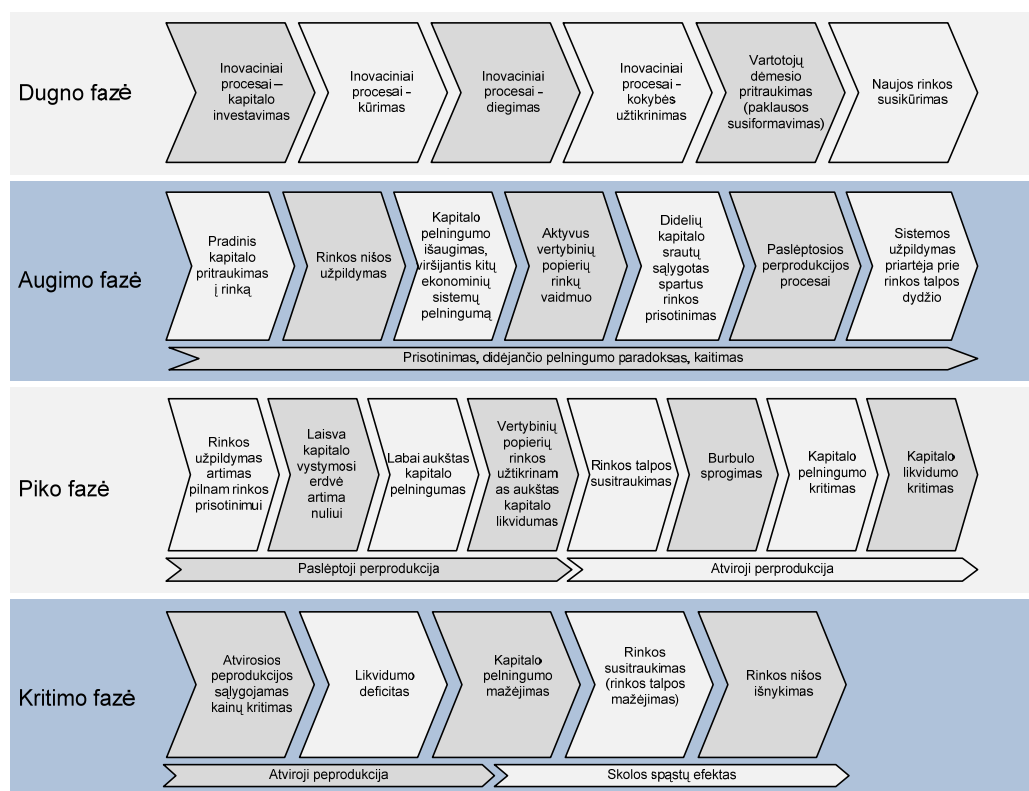 Dugno fazė
Inovaciniai
procesai –
kapitalo
investavimas
Inovaciniai
procesai -
kūrimas
Inovaciniai
procesai -
diegimas
Inovaciniai
procesai -
kokybės
užtikrinimas
Vartotojų
dėmesio
pritraukimas
(paklausos
susiformavimas)
Naujos rinkos
susikūrimas
Augimo fazė
Pradinis
kapitalo
pritraukimas
į rinką
Rinkos nišos
užpildymas
Kapitalo
pelningumo
išaugimas,
viršijantis kitų
ekonominių
sistemų
pelningumą
Aktyvus
vertybinių
popierių
rinkų
vaidmuo
Didelių
kapitalo
srautų
sąlygotas
spartus
rinkos
prisotinimas
Paslėptosios
perprodukcijos
procesai
Sistemos
užpildymas
priartėja prie
rinkos talpos
dydžio
Prisotinimas, didėjančio pelningumo paradoksas, kaitimas
Piko fazė
Rinkos
užpildymas
artimas
pilnam rinkos
prisotinimui
Laisva
kapitalo
vystymosi
erdvė
artima
nuliui
Labai aukštas
kapitalo
pelningumas
Vertybinių
popierių
rinkos
užtikrinam
as aukštas
kapitalo
likvidumas
Rinkos talpos
susitraukimas
Burbulo
sprogimas
Kapitalo
pelningumo
kritimas
Kapitalo
likvidumo
kritimas
Paslėptoji perprodukcija
Atviroji perprodukcija
Kritimo fazė
Atvirosios
peprodukcijos
sąlygojamas
kainų kritimas
Likvidumo
deficitas
Kapitalo
pelningumo
mažėjimas
Rinkos
susitraukimas
(rinkos talpos
mažėjimas)
Rinkos nišos
išnykimas
Atviroji peprodukcija
Skolos spąstų efektas